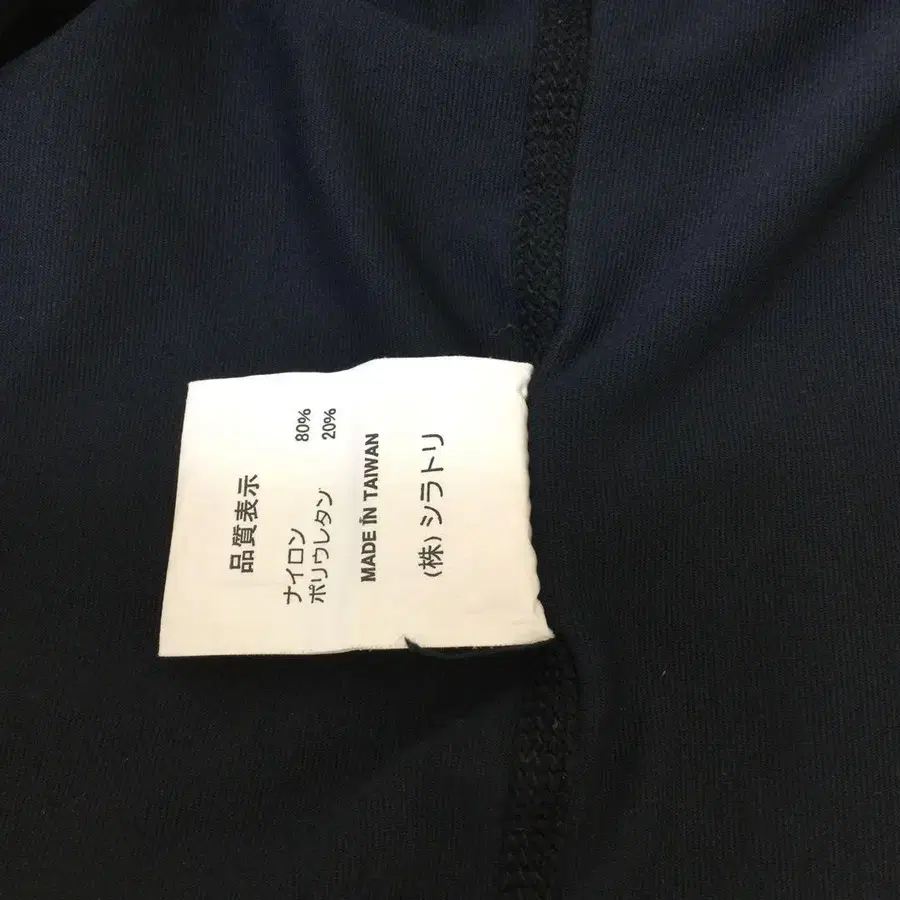 品質表示
ナイロン 80%
ポリウレタン 20%
MADE IN TAIWAN
(株)シラトリ